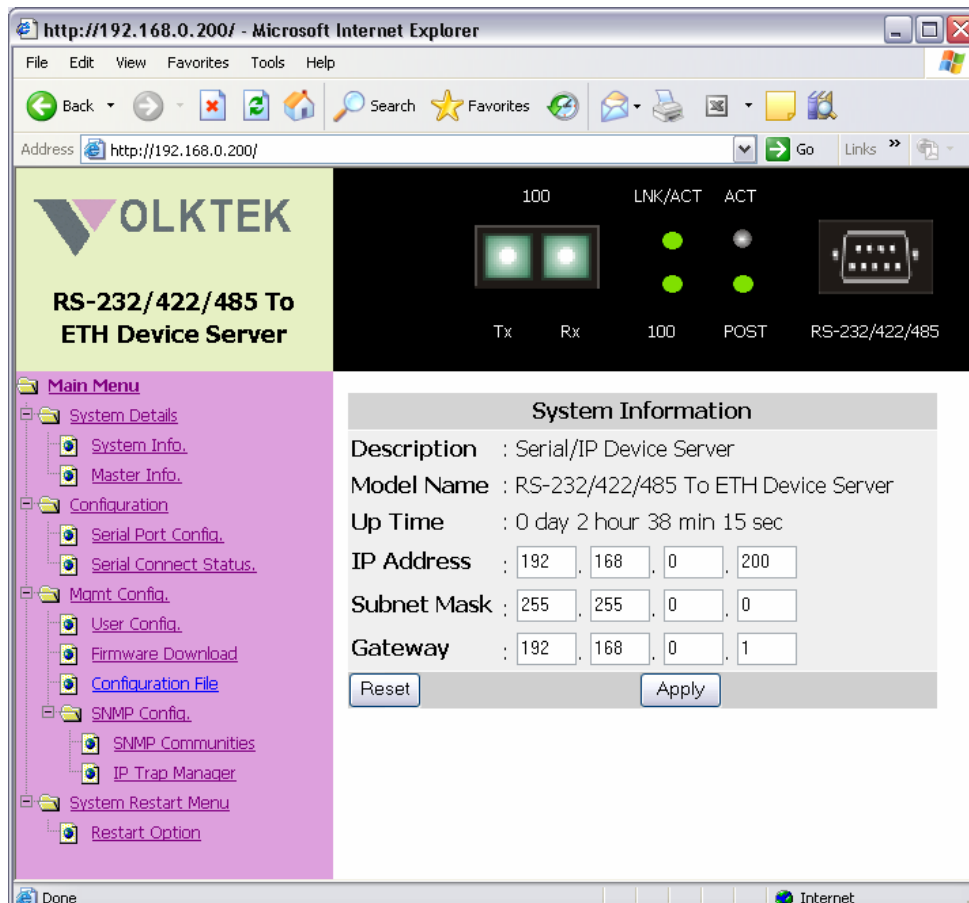 http://192.168.0.200/ - Microsoft Internet Explorer
File Edit View Favorites Tools Help
Back Search Favorites
Address http://192.168.0.200/ Go Links »
VOLKTEK
RS-232/422/485 To
ETH Device Server
100 LNK/ACT ACT
Tx Rx 100 POST RS-232/422/485
Main Menu
System Details
System Info.
Master Info.
Configuration
Serial Port Config.
Serial Connect Status.
Mgmt Config.
User Config.
Firmware Download
Configuration File
SNMP Config.
SNMP Communities
IP Trap Manager
System Restart Menu
Restart Option
System Information
Description : Serial/IP Device Server
Model Name : RS-232/422/485 To ETH Device Server
Up Time : 0 day 2 hour 38 min 15 sec
IP Address : 192 . 168 . 0 . 200
Subnet Mask : 255 . 255 . 0 . 0
Gateway : 192 . 168 . 0 . 1
Reset Apply
Done Internet